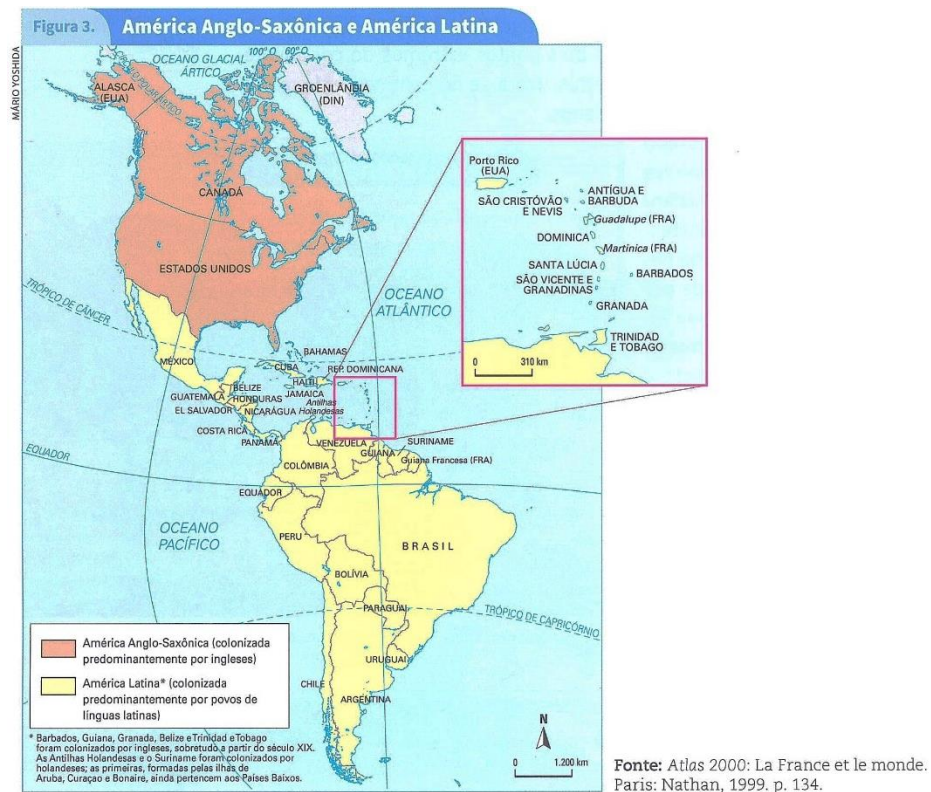 Figura 3.
América Anglo-Saxônica e América Latina
MÁRIO YOSHIDA
OCEANO GLACIAL
ÁRTICO
100° O
60° O
ALASCA
(EUA)
CÍRCULO POLAR ÁRTICO
GROENLÂNDIA
(DIN)
CANADÁ
ESTADOS UNIDOS
OCEANO
ATLÂNTICO
TRÓPICO DE CÂNCER
MÉXICO
BAHAMAS
CUBA
REP. DOMINICANA
HAITI
JAMAICA
BELIZE
GUATEMALA
HONDURAS
Antilhas
Holandesas
EL SALVADOR
NICARÁGUA
COSTA RICA
PANAMÁ
VENEZUELA
SURINAME
GUIANA
Guiana Francesa (FRA)
COLÔMBIA
EQUADOR
EQUADOR
OCEANO
PACÍFICO
PERU
BRASIL
BOLÍVIA
PARAGUAI
TRÓPICO DE CAPRICÓRNIO
URUGUAI
CHILE
ARGENTINA
Porto Rico
(EUA)
ANTÍGUA E
BARBUDA
SÃO CRISTÓVÃO
E NEVIS
Guadalupe (FRA)
DOMINICA
Martinica (FRA)
SANTA LÚCIA
BARBADOS
SÃO VICENTE E
GRANADINAS
GRANADA
TRINIDAD
E TOBAGO
0 310 km
América Anglo-Saxônica (colonizada
predominantemente por ingleses)
América Latina* (colonizada
predominantemente por povos de
línguas latinas)
* Barbados, Guiana, Granada, Belize e Trinidad e Tobago
foram colonizados por ingleses, sobretudo a partir do século XIX.
As Antilhas Holandesas e o Suriname foram colonizados por
holandeses; as primeiras, formadas pelas ilhas de
Aruba, Curaçao e Bonaire, ainda pertencem aos Países Baixos.
N
0 1.200 km
Fonte: Atlas 2000: La France et le monde.
Paris: Nathan, 1999. p. 134.